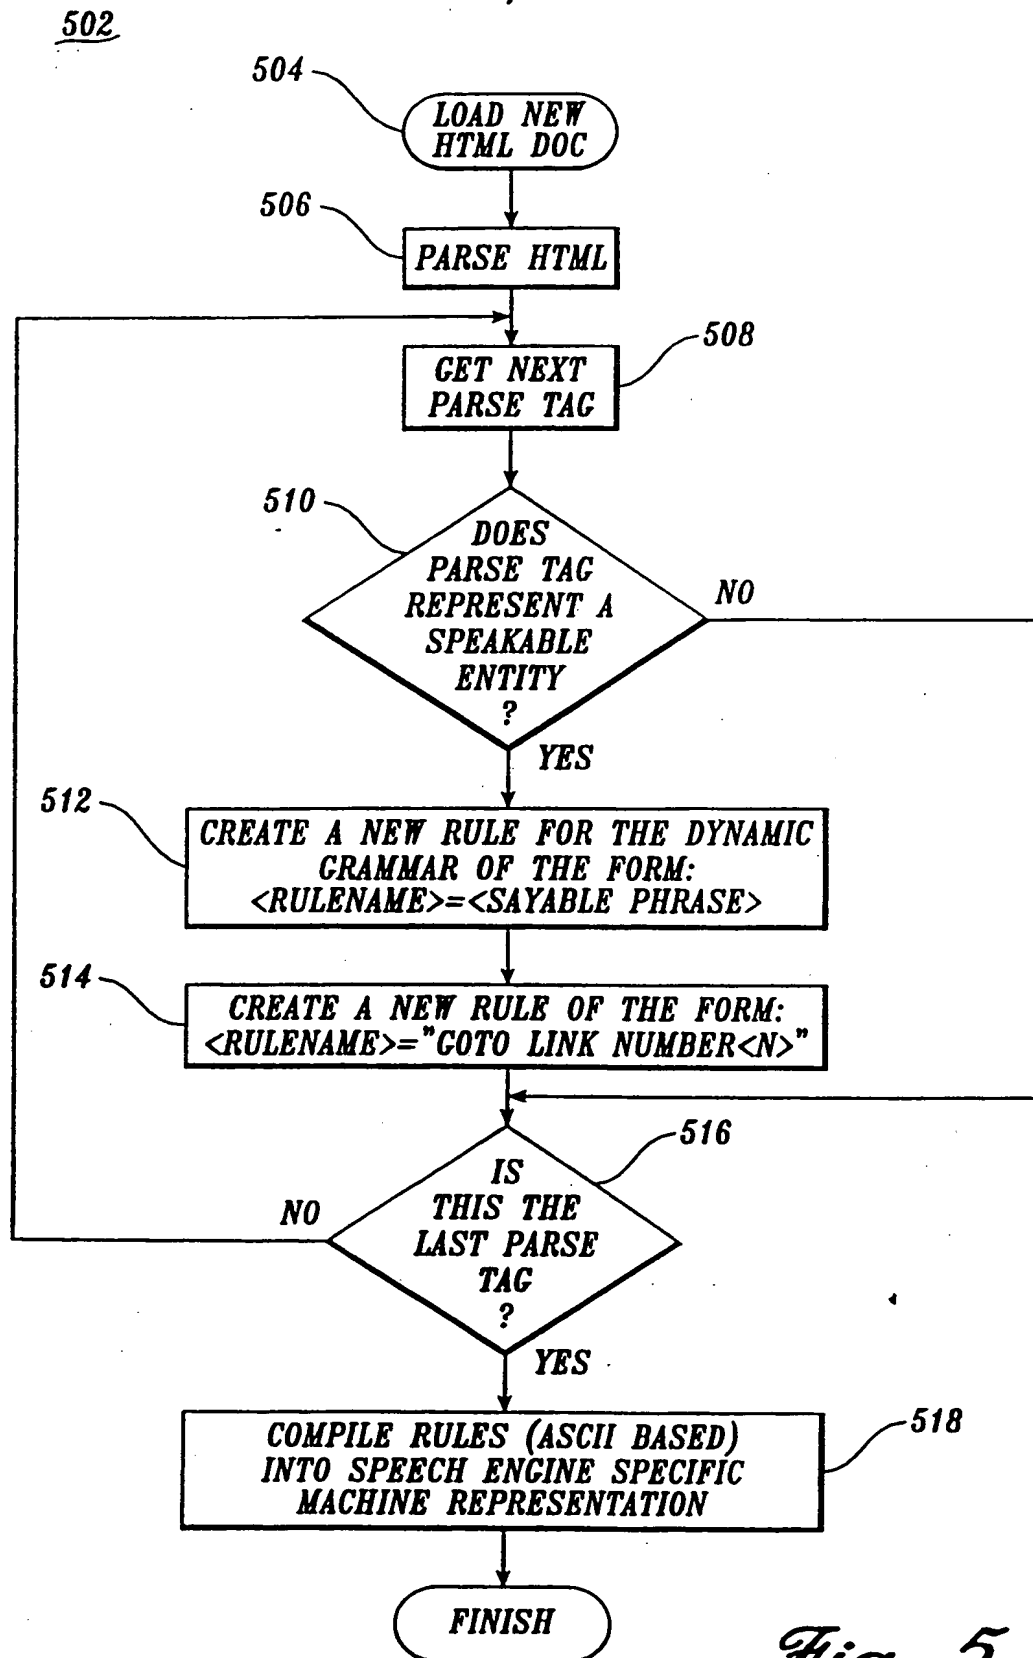 502
504
LOAD NEW
HTML DOC
506
PARSE HTML
508
GET NEXT
PARSE TAG
510
DOES
PARSE TAG
REPRESENT A
SPEAKABLE
ENTITY
?
NO
YES
512
CREATE A NEW RULE FOR THE DYNAMIC
GRAMMAR OF THE FORM:
<RULENAME>=<SAYABLE PHRASE>
514
CREATE A NEW RULE OF THE FORM:
<RULENAME>="GOTO LINK NUMBER<N>"
516
IS
THIS THE
LAST PARSE
TAG
?
NO
YES
518
COMPILE RULES (ASCII BASED)
INTO SPEECH ENGINE SPECIFIC
MACHINE REPRESENTATION
FINISH
Fig. 5